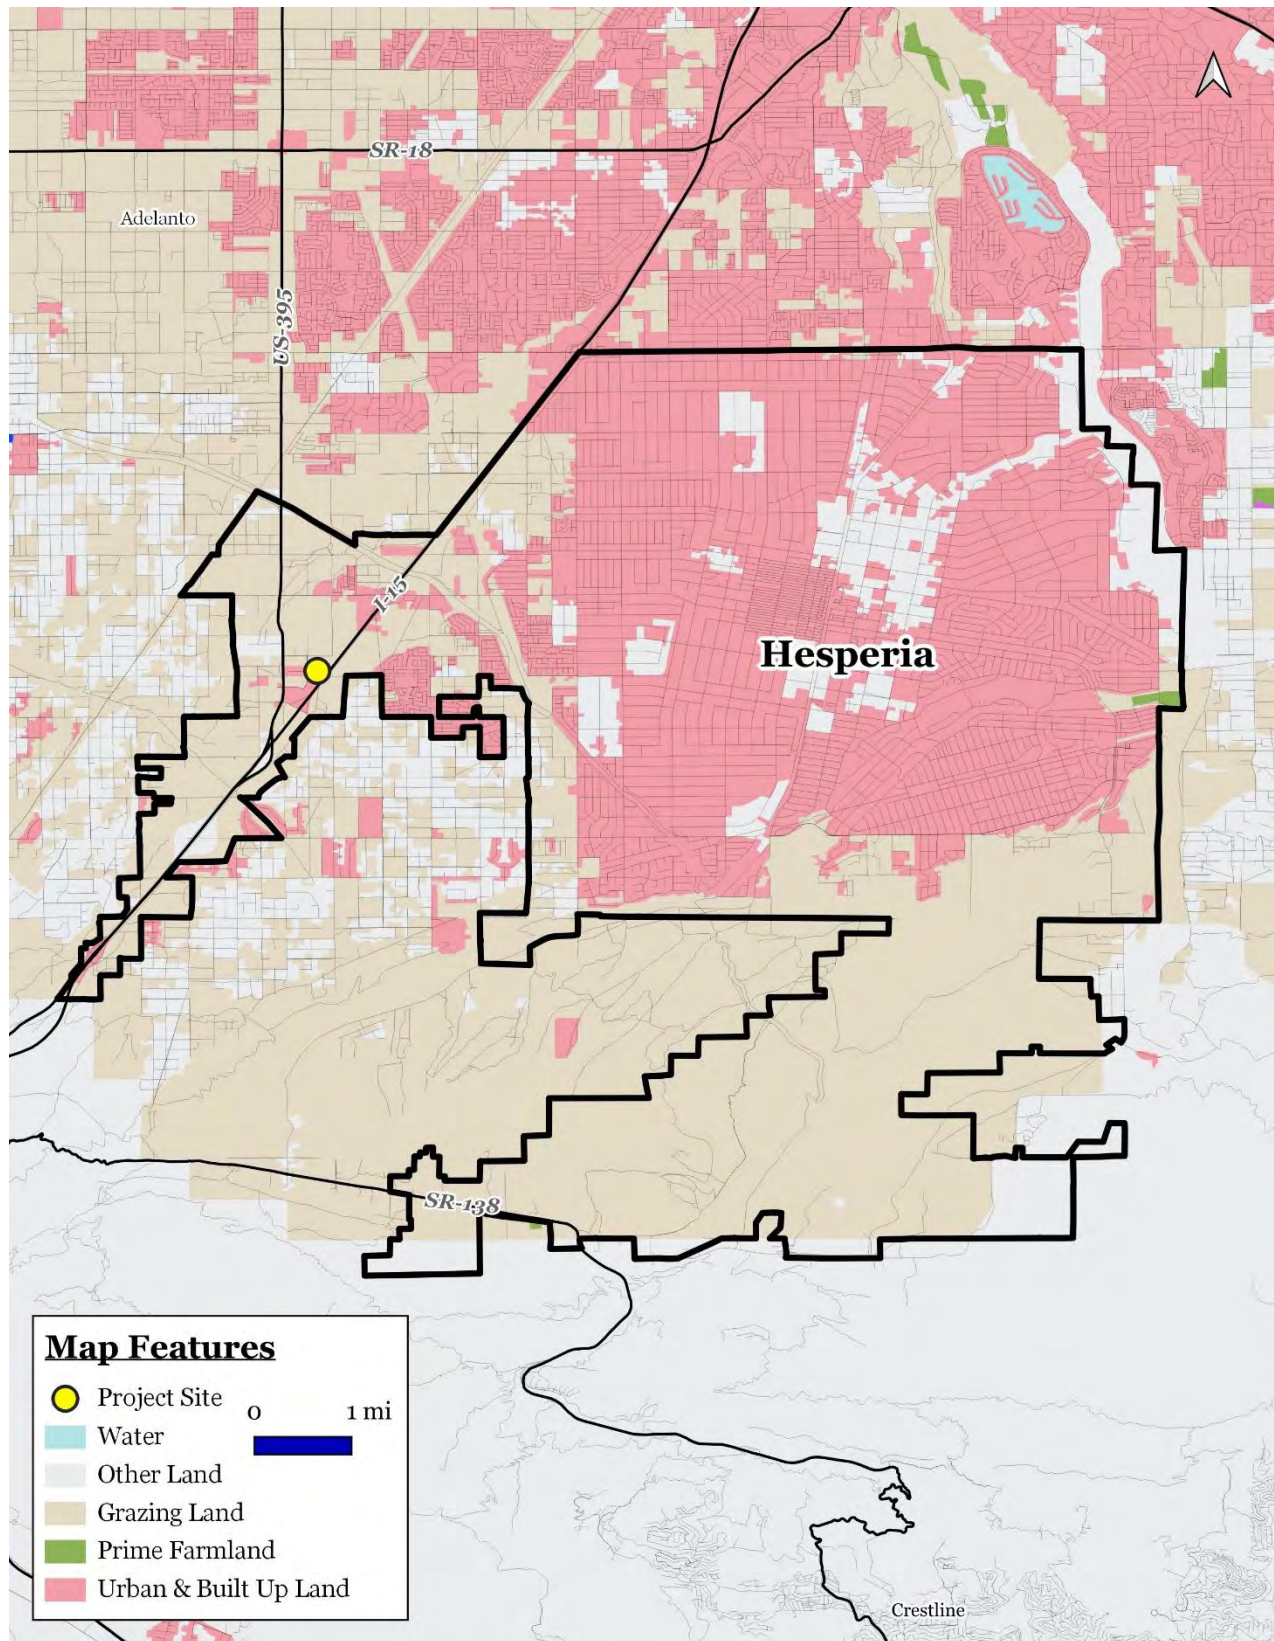 SR-18
Adelanto
US-395
I-15
Hesperia
SR-138
Map Features
Project Site
0 1 mi
Water
Other Land
Grazing Land
Prime Farmland
Urban & Built Up Land
Crestline